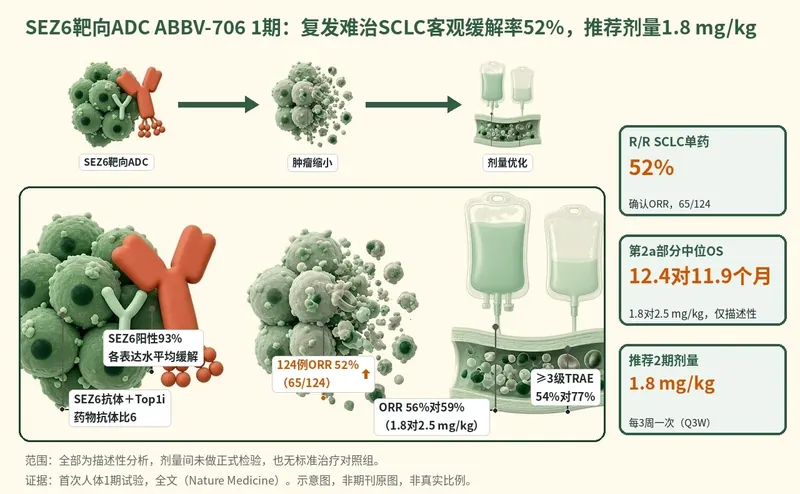 SEZ6靶向ADC ABBV-706 1期：复发难治SCLC客观缓解率52%，推荐剂量1.8 mg/kg
SEZ6靶向ADC
肿瘤缩小
剂量优化
SEZ6阳性93%
各表达水平均缓解
SEZ6抗体＋Top1i
药物抗体比6
124例ORR 52%
（65/124）
ORR 56%对59%
（1.8对2.5 mg/kg）
≥3级TRAE
54%对77%
R/R SCLC单药
52%
确认ORR，65/124
第2a部分中位OS
12.4对11.9个月
1.8对2.5 mg/kg，仅描述性
推荐2期剂量
1.8 mg/kg
每3周一次（Q3W）
范围：全部为描述性分析，剂量间未做正式检验，也无标准治疗对照组。
证据：首次人体1期试验，全文（Nature Medicine）。示意图，非期刊原图，非真实比例。